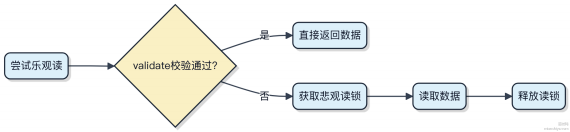 尝试乐观读
validate校验通过?
是
直接返回数据
否
获取悲观读锁
读取数据
释放读锁